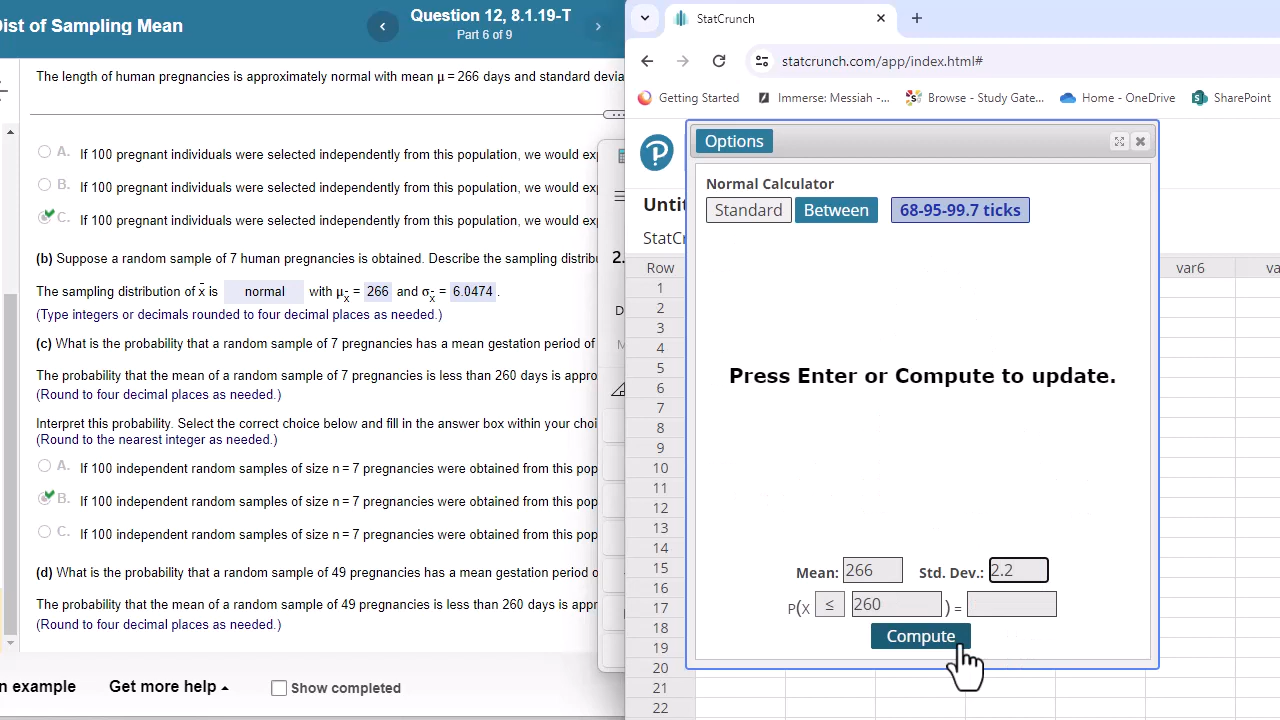 Dist of Sampling Mean
Question 12, 8.1.19-T
Part 6 of 9
The length of human pregnancies is approximately normal with mean μ = 266 days and standard devia
A. If 100 pregnant individuals were selected independently from this population, we would exp
B. If 100 pregnant individuals were selected independently from this population, we would exp
C. If 100 pregnant individuals were selected independently from this population, we would exp
(b) Suppose a random sample of 7 human pregnancies is obtained. Describe the sampling distribu
The sampling distribution of x̄ is normal with μx̄ = 266 and σx̄ = 6.0474 .
(Type integers or decimals rounded to four decimal places as needed.)
(c) What is the probability that a random sample of 7 pregnancies has a mean gestation period of
The probability that the mean of a random sample of 7 pregnancies is less than 260 days is appro
(Round to four decimal places as needed.)
Interpret this probability. Select the correct choice below and fill in the answer box within your choi
(Round to the nearest integer as needed.)
A. If 100 independent random samples of size n = 7 pregnancies were obtained from this pop
B. If 100 independent random samples of size n = 7 pregnancies were obtained from this pop
C. If 100 independent random samples of size n = 7 pregnancies were obtained from this pop
(d) What is the probability that a random sample of 49 pregnancies has a mean gestation period o
The probability that the mean of a random sample of 49 pregnancies is less than 260 days is appr
(Round to four decimal places as needed.)
n example
Get more help
Show completed
2.
D
M
StatCrunch
statcrunch.com/app/index.html#
Getting Started
Immerse: Messiah -...
Browse - Study Gate...
Home - OneDrive
SharePoint
P
Untit
StatCr
Options
Normal Calculator
Standard Between 68-95-99.7 ticks
Press Enter or Compute to update.
Mean: 266 Std. Dev.: 2.2
P(X ≤ 260 ) =
Compute
Row var6 va
1
2
3
4
5
6
7
8
9
10
11
12
13
14
15
16
17
18
19
20
21
22